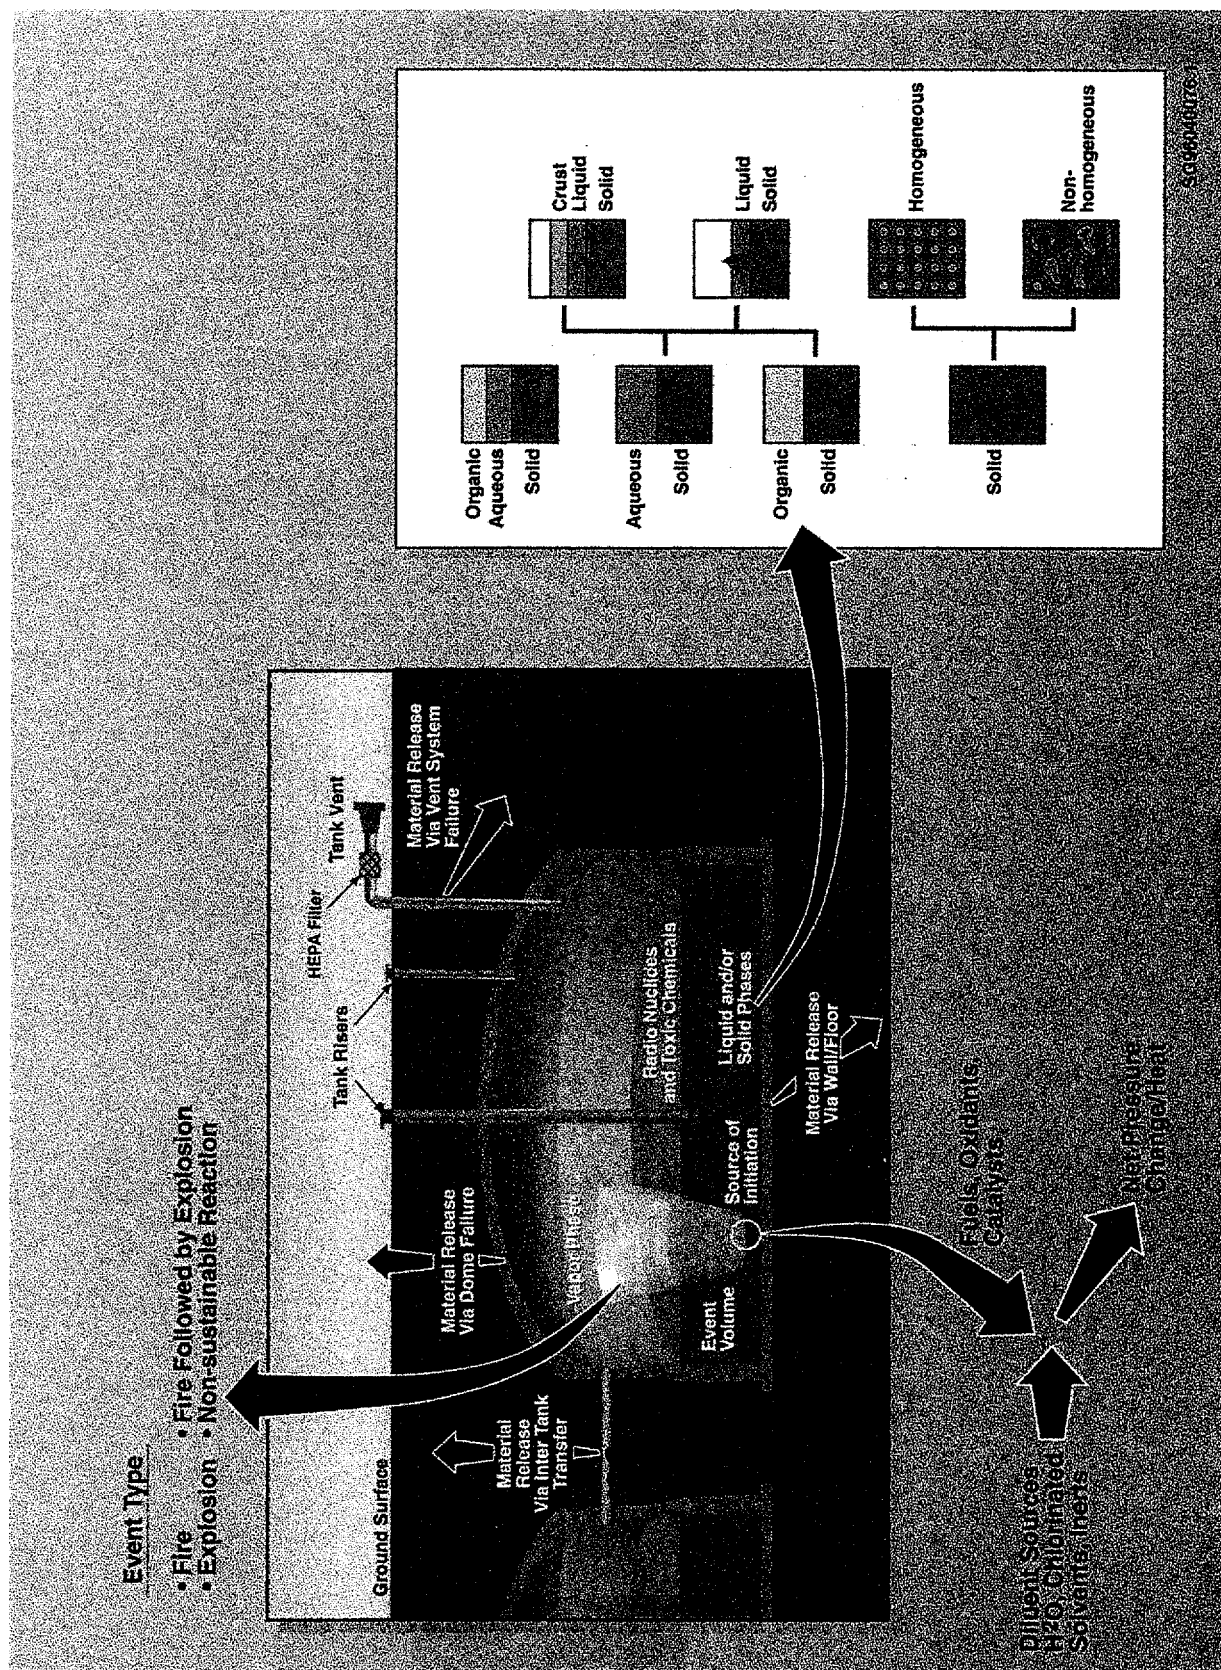 Event Type
• Fire
• Fire Followed by Explosion
• Explosion
• Non-sustainable Reaction
Ground Surface
Tank Risers
HEPA Filter
Tank Vent
Material
Release
Via Inter Tank
Transfer
Material Release
Via Dome Failure
Material Release
Via Vent System
Failure
Vapor Phase
Radio Nuclides
and Toxic Chemicals
Event
Volume
Source of
Initiation
Liquid and/or
Solid Phases
Material Release
Via Wall/Floor
Diluent Sources
H2O, Chlorinated
Solvants, Inerts
Fuels, Oxidants,
Catalysts
Net Pressure
Change/Heat
Organic
Aqueous
Solid
Crust
Liquid
Solid
Aqueous
Solid
Liquid
Solid
Organic
Solid
Homogeneous
Solid
Non-
homogeneous